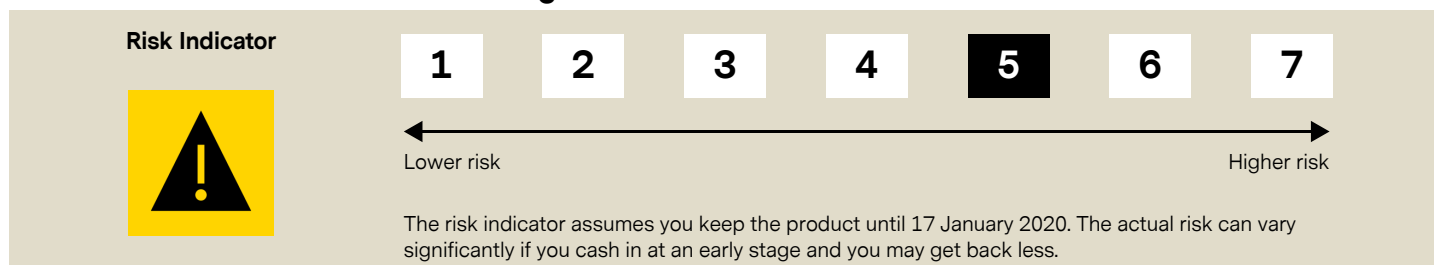 Risk Indicator
1 2 3 4 5 6 7
Lower risk Higher risk
The risk indicator assumes you keep the product until 17 January 2020. The actual risk can vary
significantly if you cash in at an early stage and you may get back less.